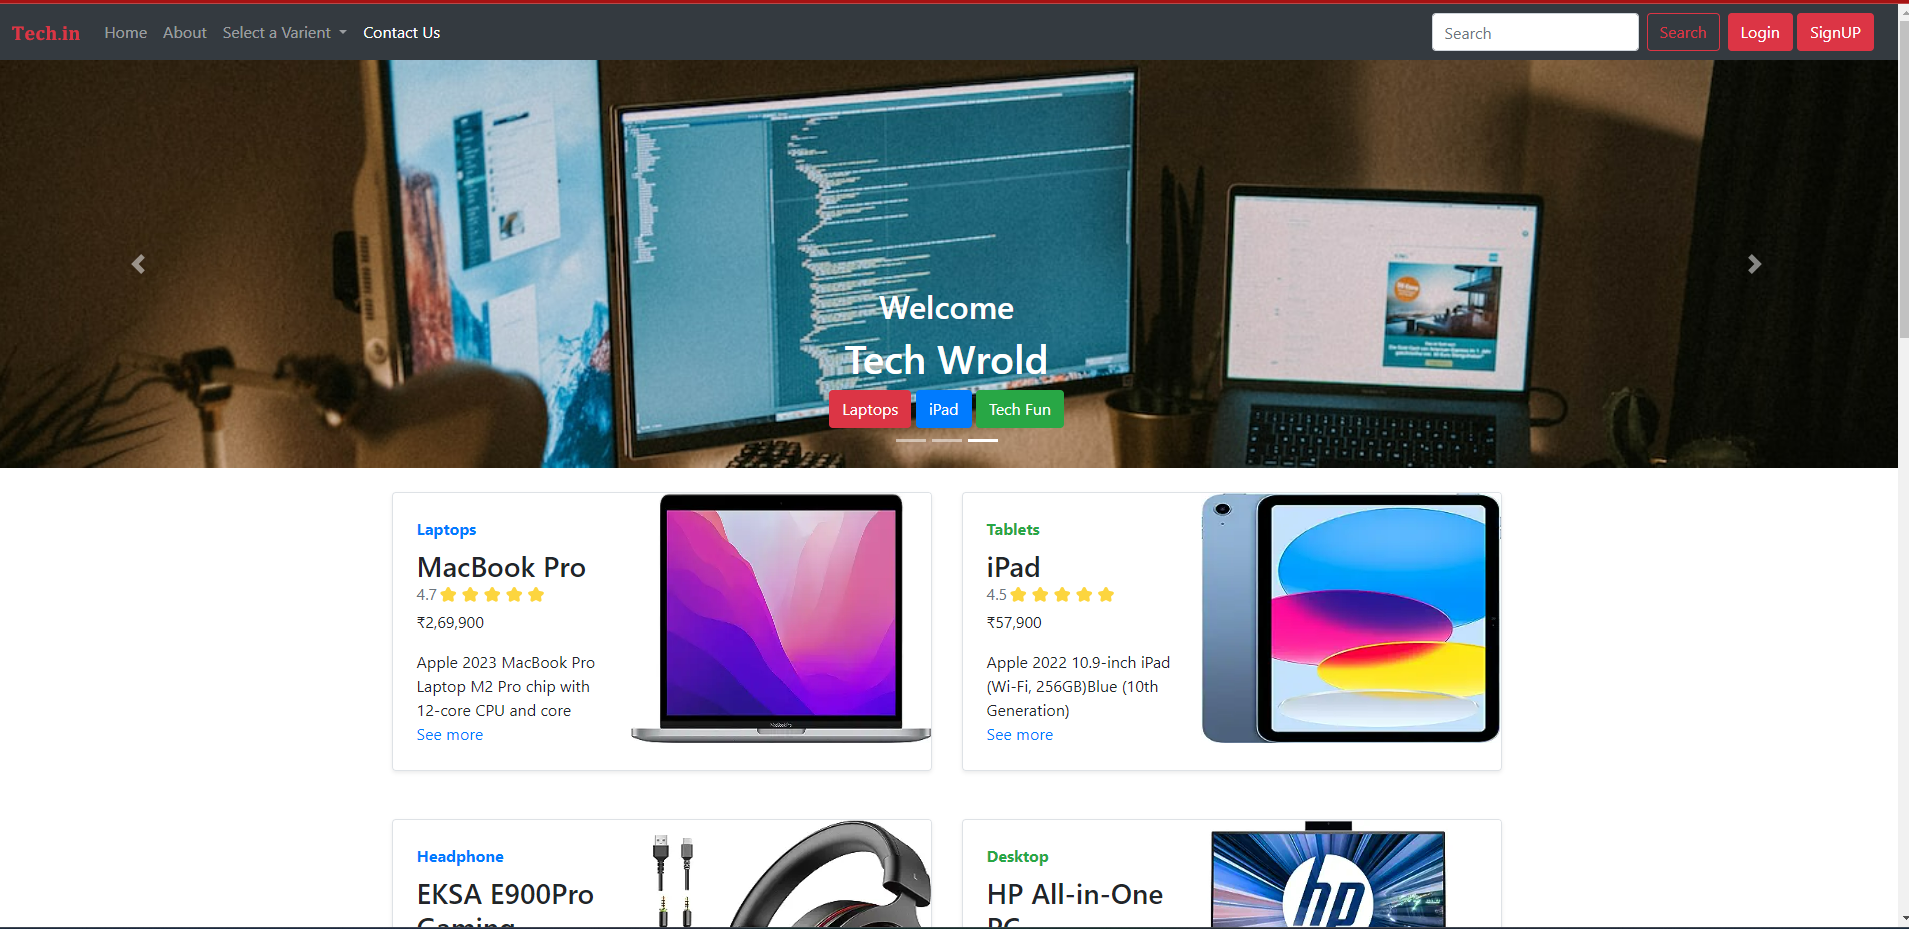 Tech.in Home About Select a Varient Contact Us Search Search Login SignUP
Welcome
Tech Wrold
Laptops iPad Tech Fun
Laptops
MacBook Pro
4.7
₹2,69,900
Apple 2023 MacBook Pro
Laptop M2 Pro chip with
12-core CPU and core
See more
Tablets
iPad
4.5
₹57,900
Apple 2022 10.9-inch iPad
(Wi-Fi, 256GB)Blue (10th
Generation)
See more
Headphone
EKSA E900Pro
Gaming
Desktop
HP All-in-One
PC
hp